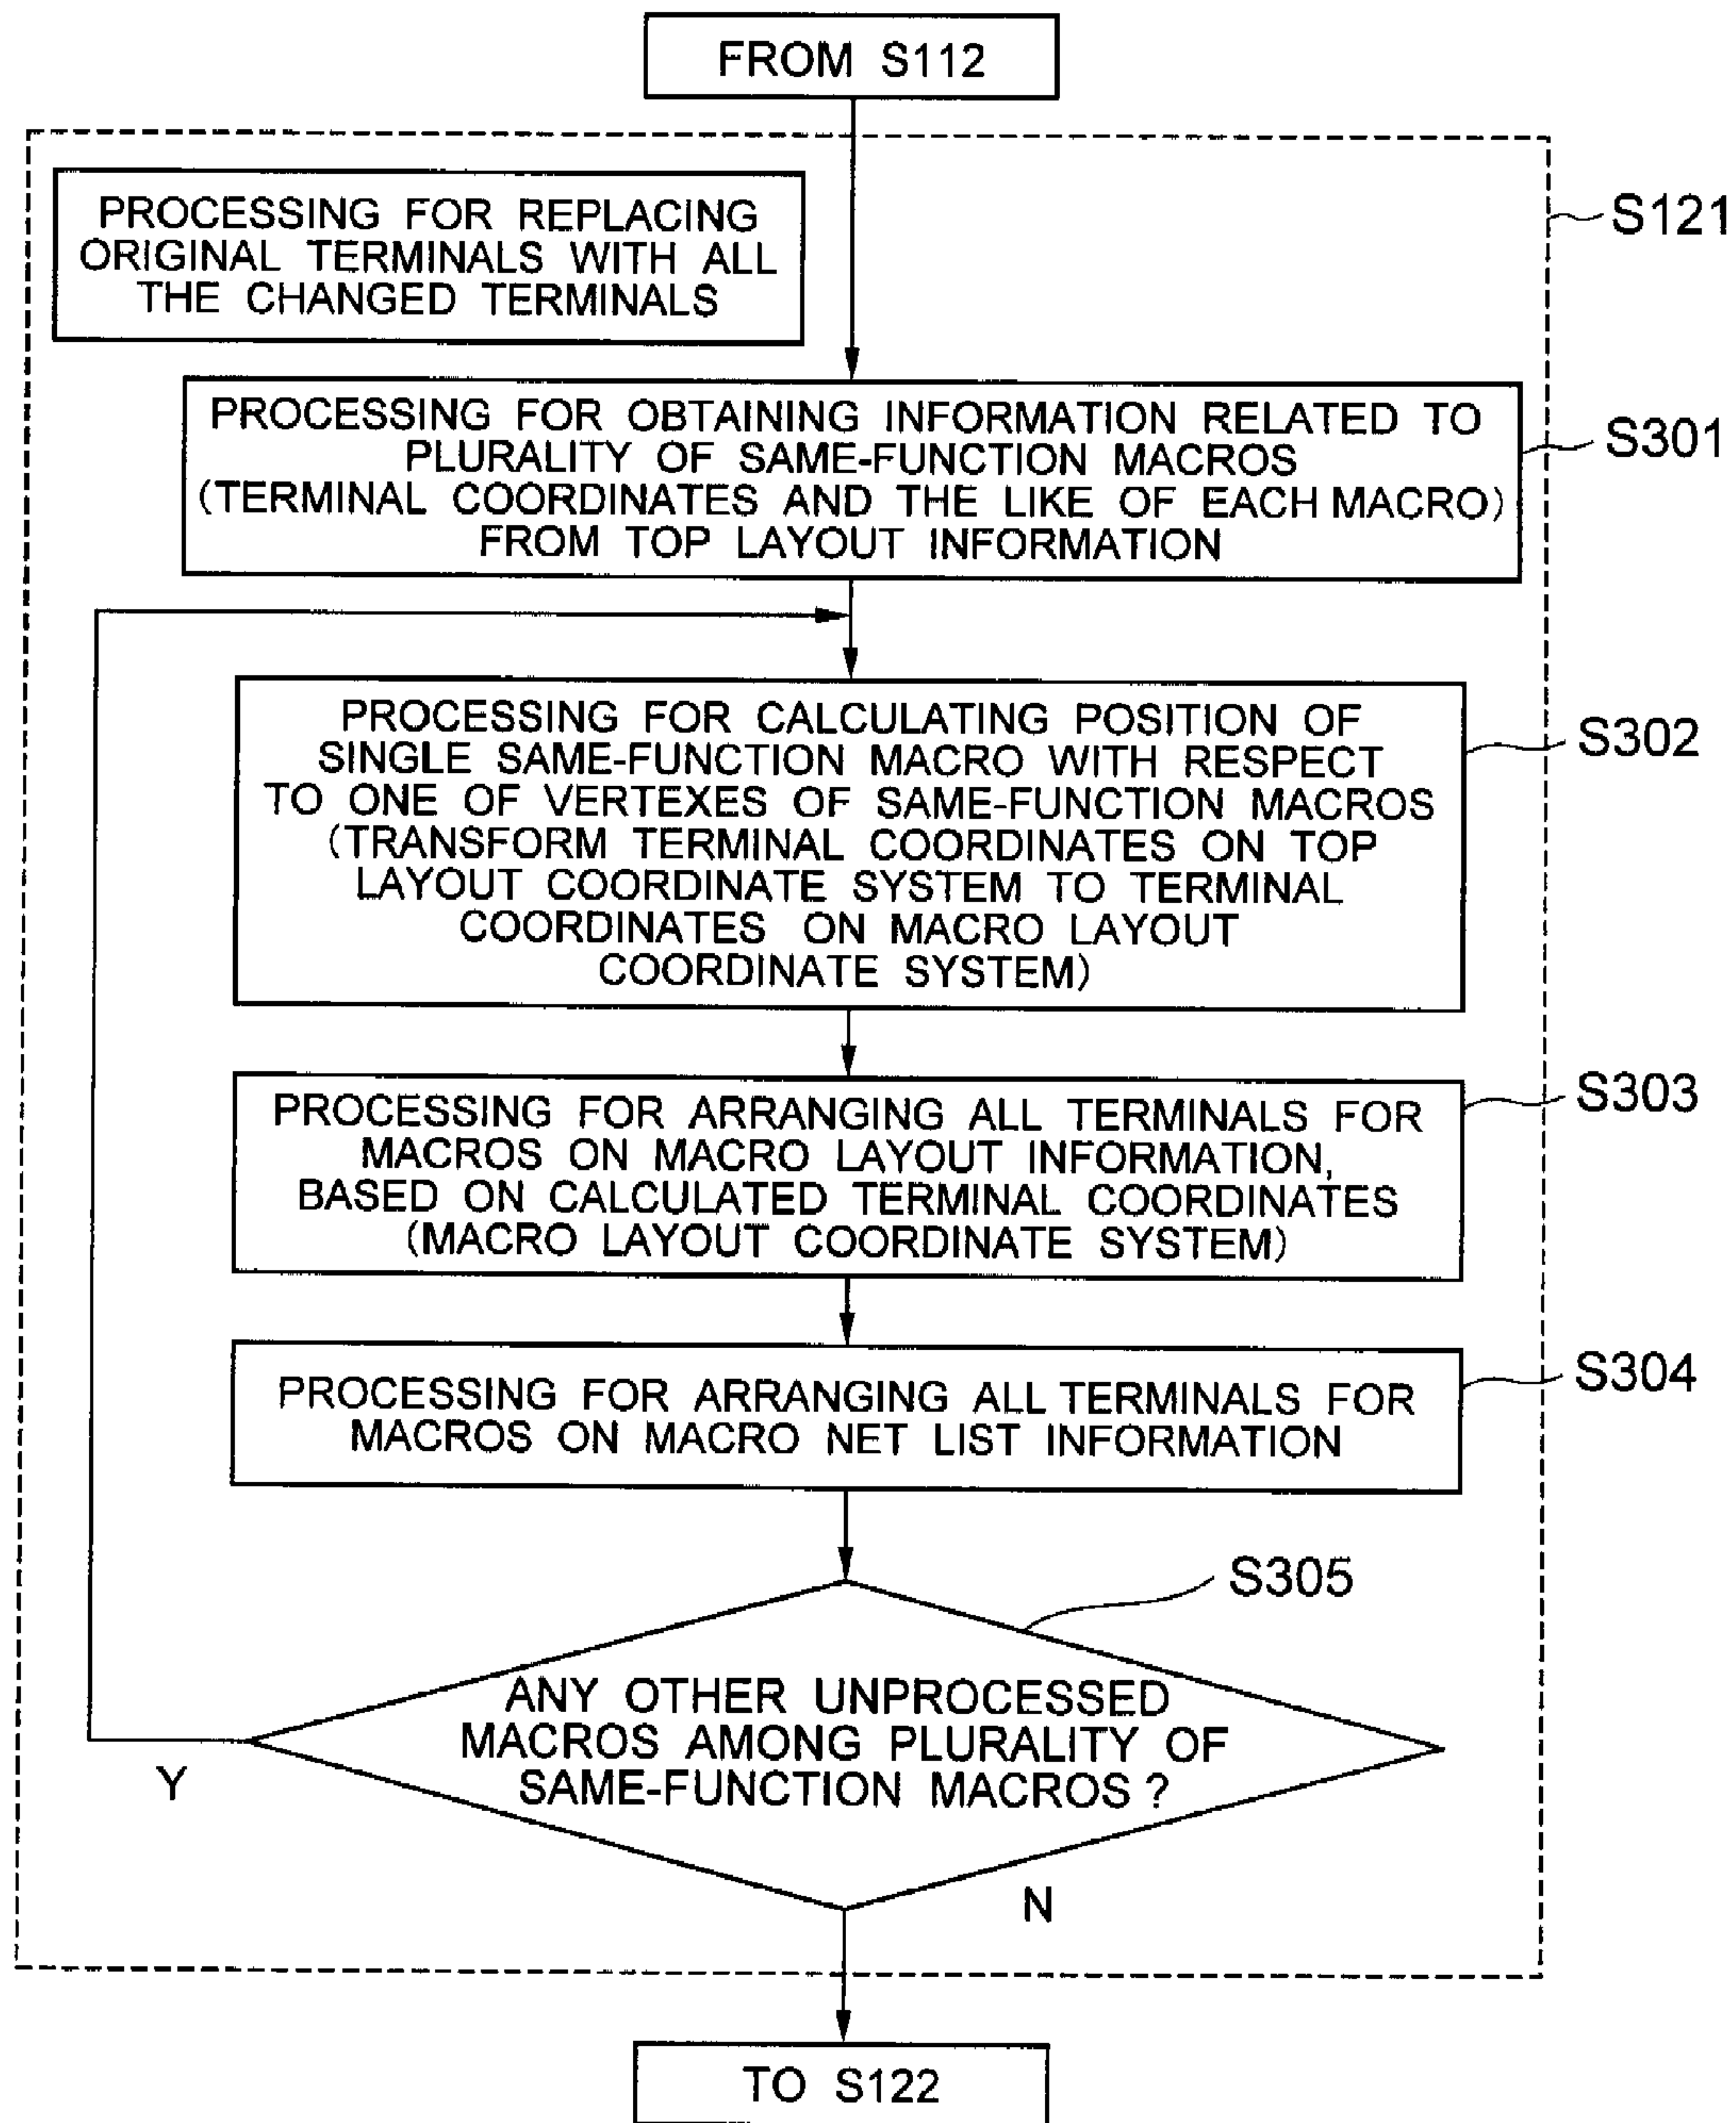 FROM S112
PROCESSING FOR REPLACING
ORIGINAL TERMINALS WITH ALL
THE CHANGED TERMINALS
S121
PROCESSING FOR OBTAINING INFORMATION RELATED TO
PLURALITY OF SAME-FUNCTION MACROS
(TERMINAL COORDINATES AND THE LIKE OF EACH MACRO)
FROM TOP LAYOUT INFORMATION
S301
PROCESSING FOR CALCULATING POSITION OF
SINGLE SAME-FUNCTION MACRO WITH RESPECT
TO ONE OF VERTEXES OF SAME-FUNCTION MACROS
(TRANSFORM TERMINAL COORDINATES ON TOP
LAYOUT COORDINATE SYSTEM TO TERMINAL
COORDINATES ON MACRO LAYOUT
COORDINATE SYSTEM)
S302
PROCESSING FOR ARRANGING ALL TERMINALS FOR
MACROS ON MACRO LAYOUT INFORMATION,
BASED ON CALCULATED TERMINAL COORDINATES
(MACRO LAYOUT COORDINATE SYSTEM)
S303
PROCESSING FOR ARRANGING ALL TERMINALS FOR
MACROS ON MACRO NET LIST INFORMATION
S304
S305
ANY OTHER UNPROCESSED
MACROS AMONG PLURALITY OF
SAME-FUNCTION MACROS ?
Y
N
TO S122